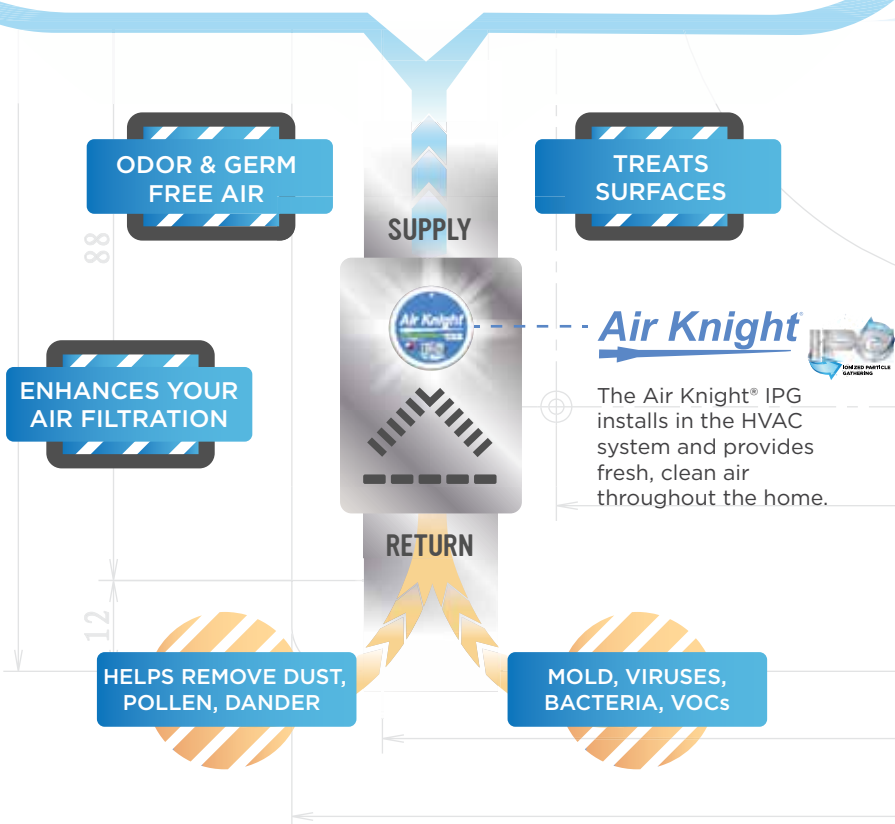 ODOR & GERM
FREE AIR
TREATS
SURFACES
88
SUPPLY
Air Knight
Air Knight
IPG
IONIZED PARTICLE
GATHERING
ENHANCES YOUR
AIR FILTRATION
The Air Knight® IPG
installs in the HVAC
system and provides
fresh, clean air
throughout the home.
RETURN
12
HELPS REMOVE DUST,
POLLEN, DANDER
MOLD, VIRUSES,
BACTERIA, VOCs